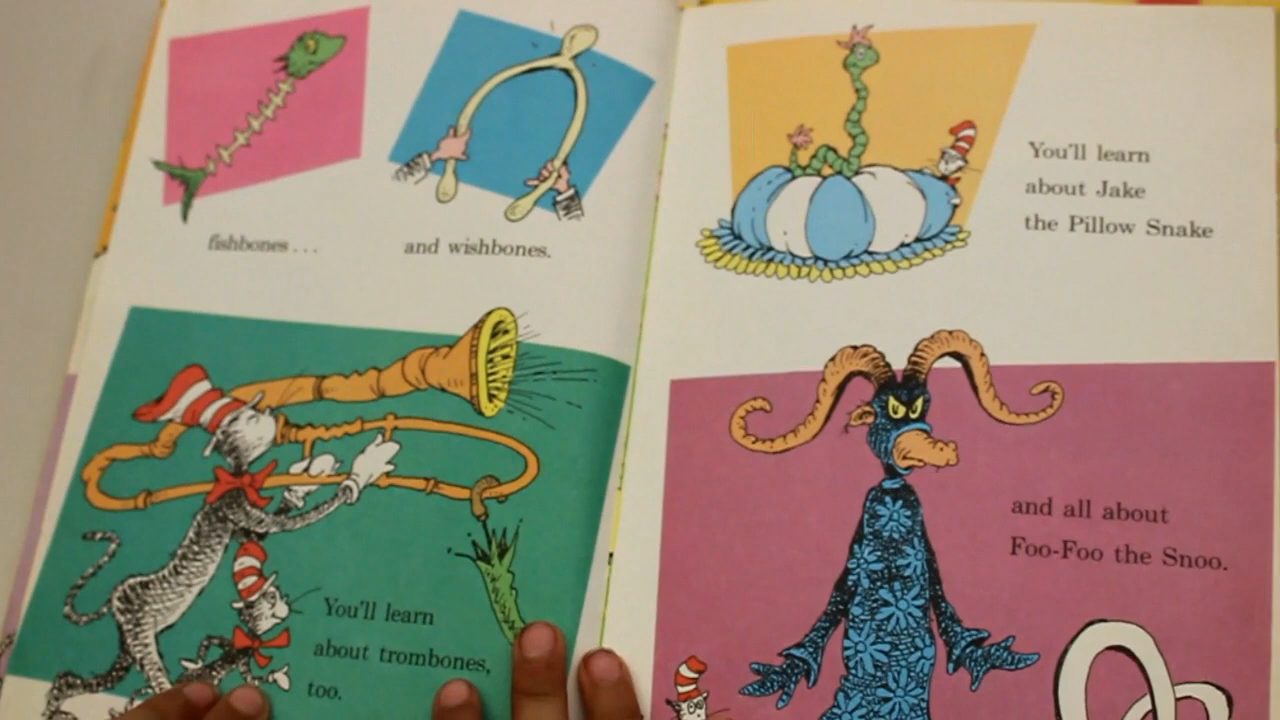 fishbones . . .
and wishbones.
You'll learn
about trombones,
too.
You'll learn
about Jake
the Pillow Snake
and all about
Foo-Foo the Snoo.